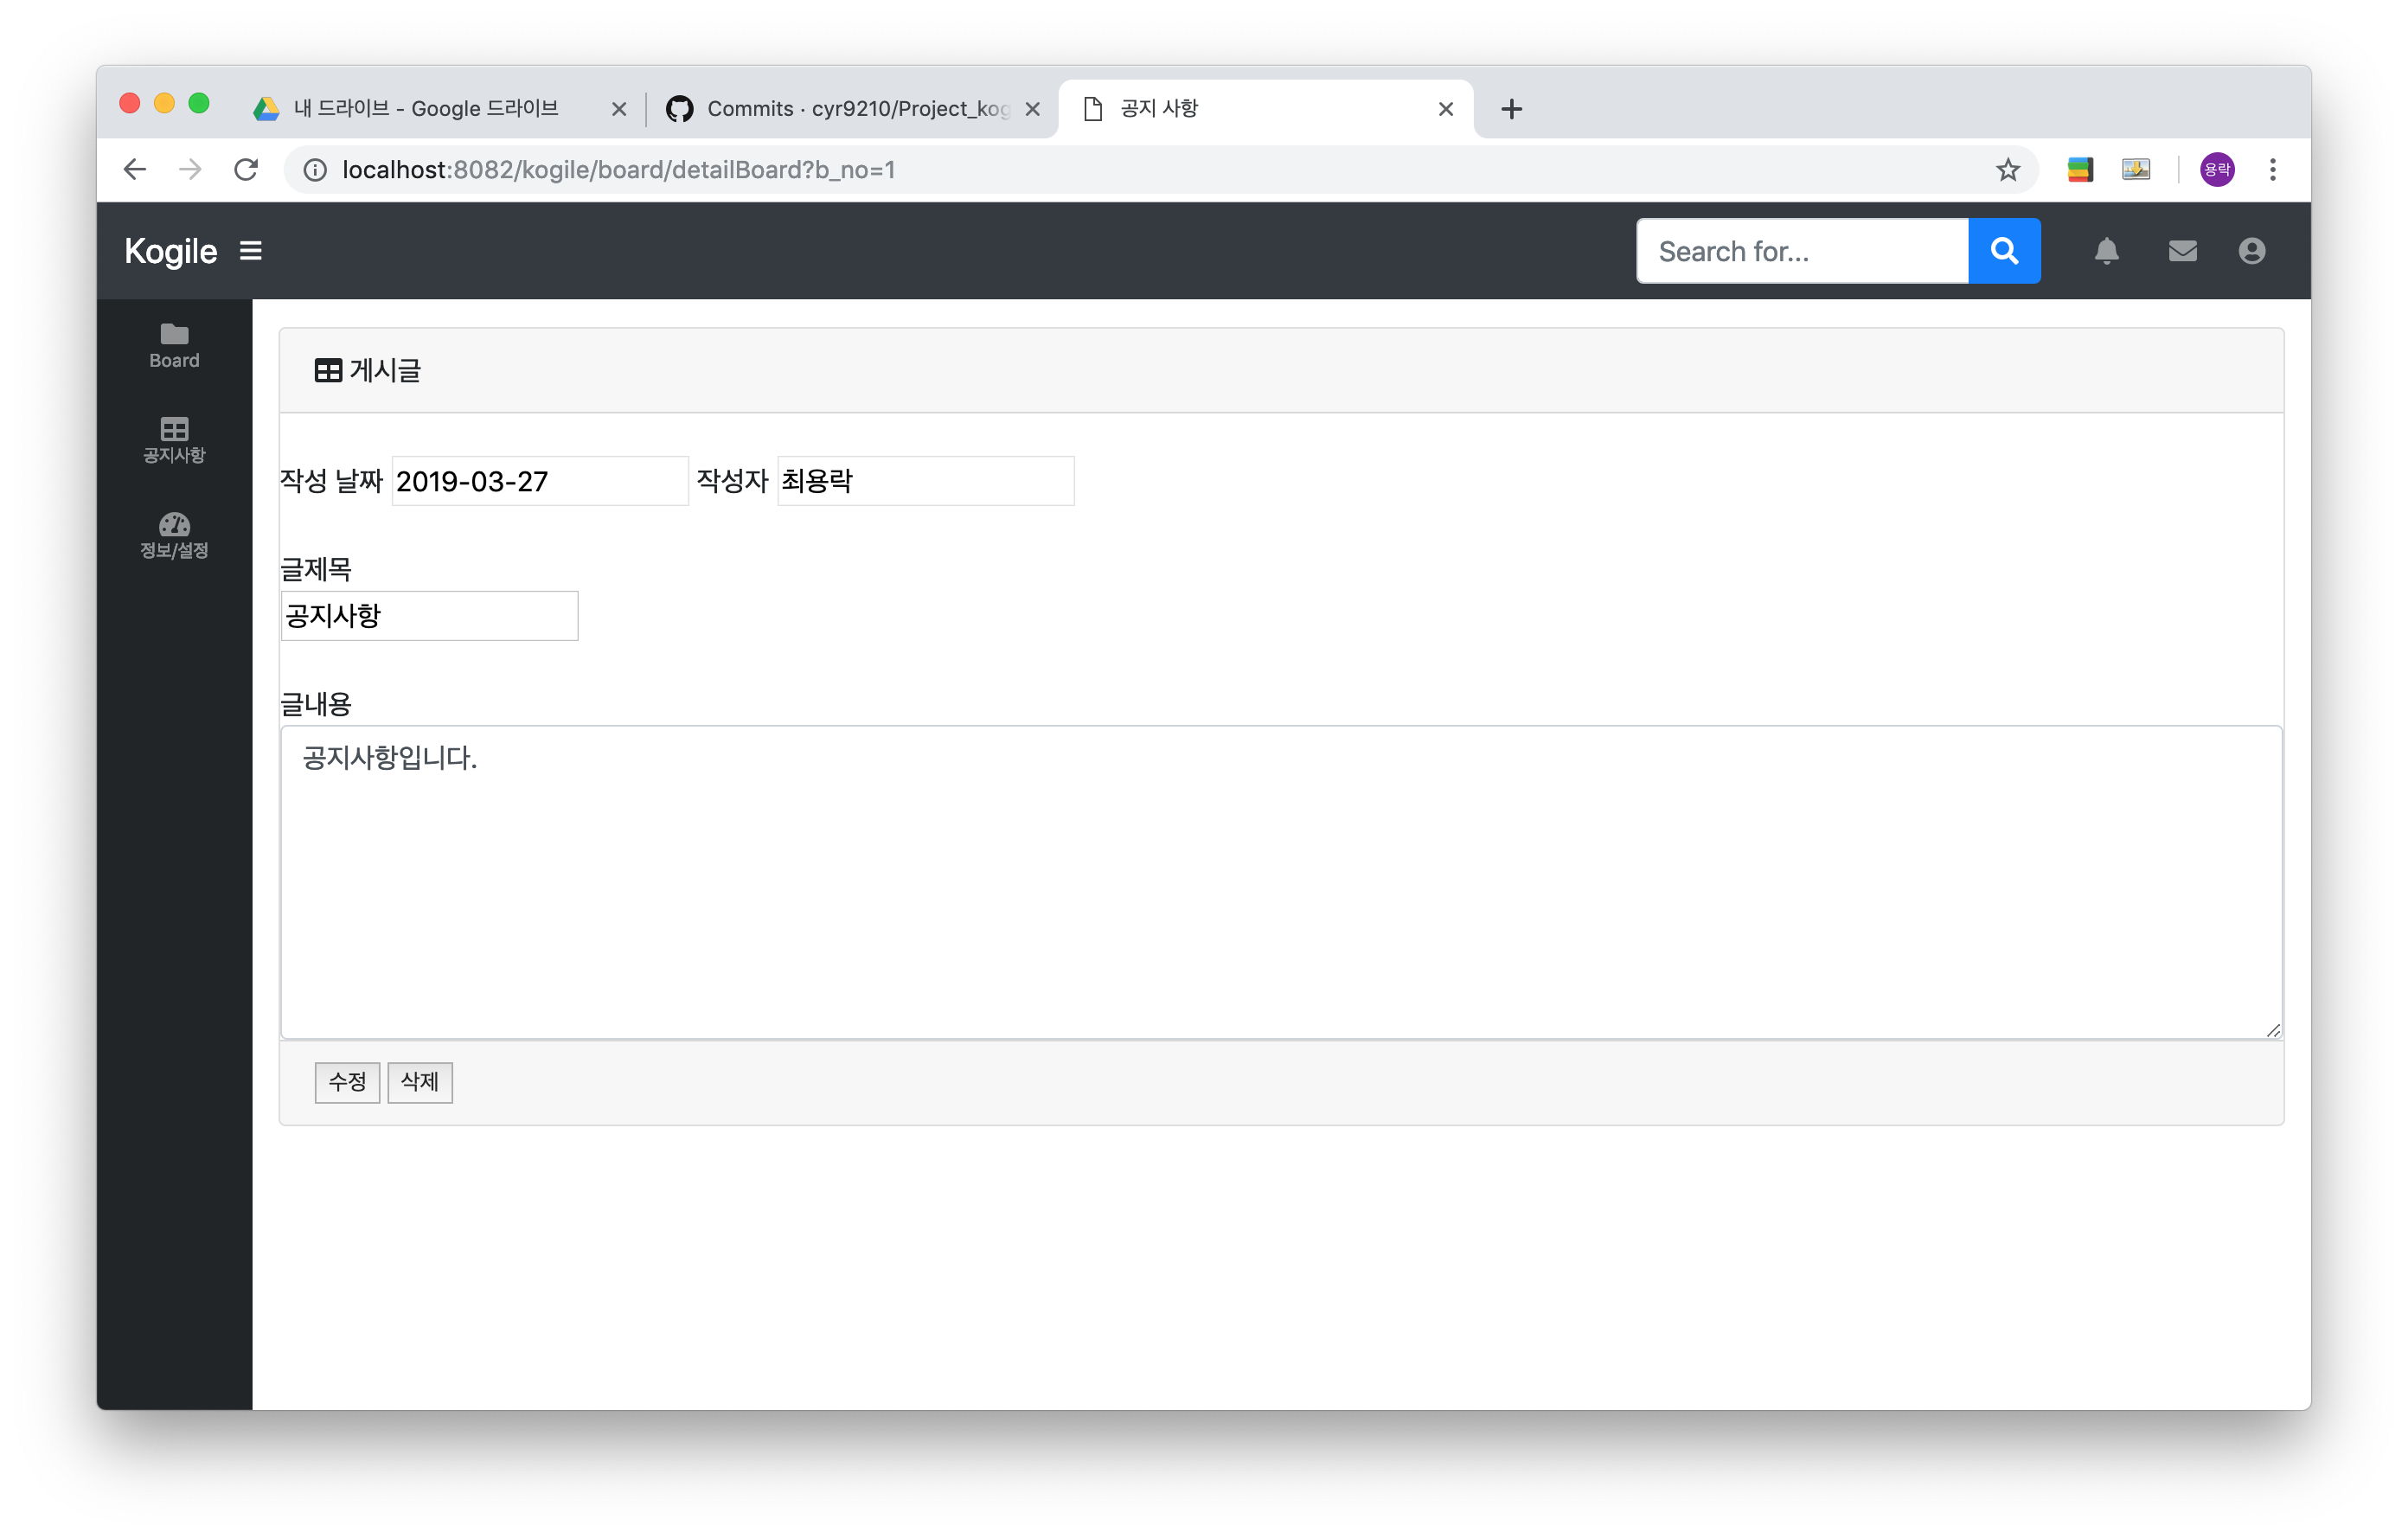 내 드라이브 - Google 드라이브
Commits · cyr9210/Project_kog
공지 사항
localhost:8082/kogile/board/detailBoard?b_no=1
용락
Kogile
Search for...
Board
공지사항
정보/설정
게시글
작성 날짜 2019-03-27 작성자 최용락
글제목
공지사항
글내용
공지사항입니다.
수정 삭제